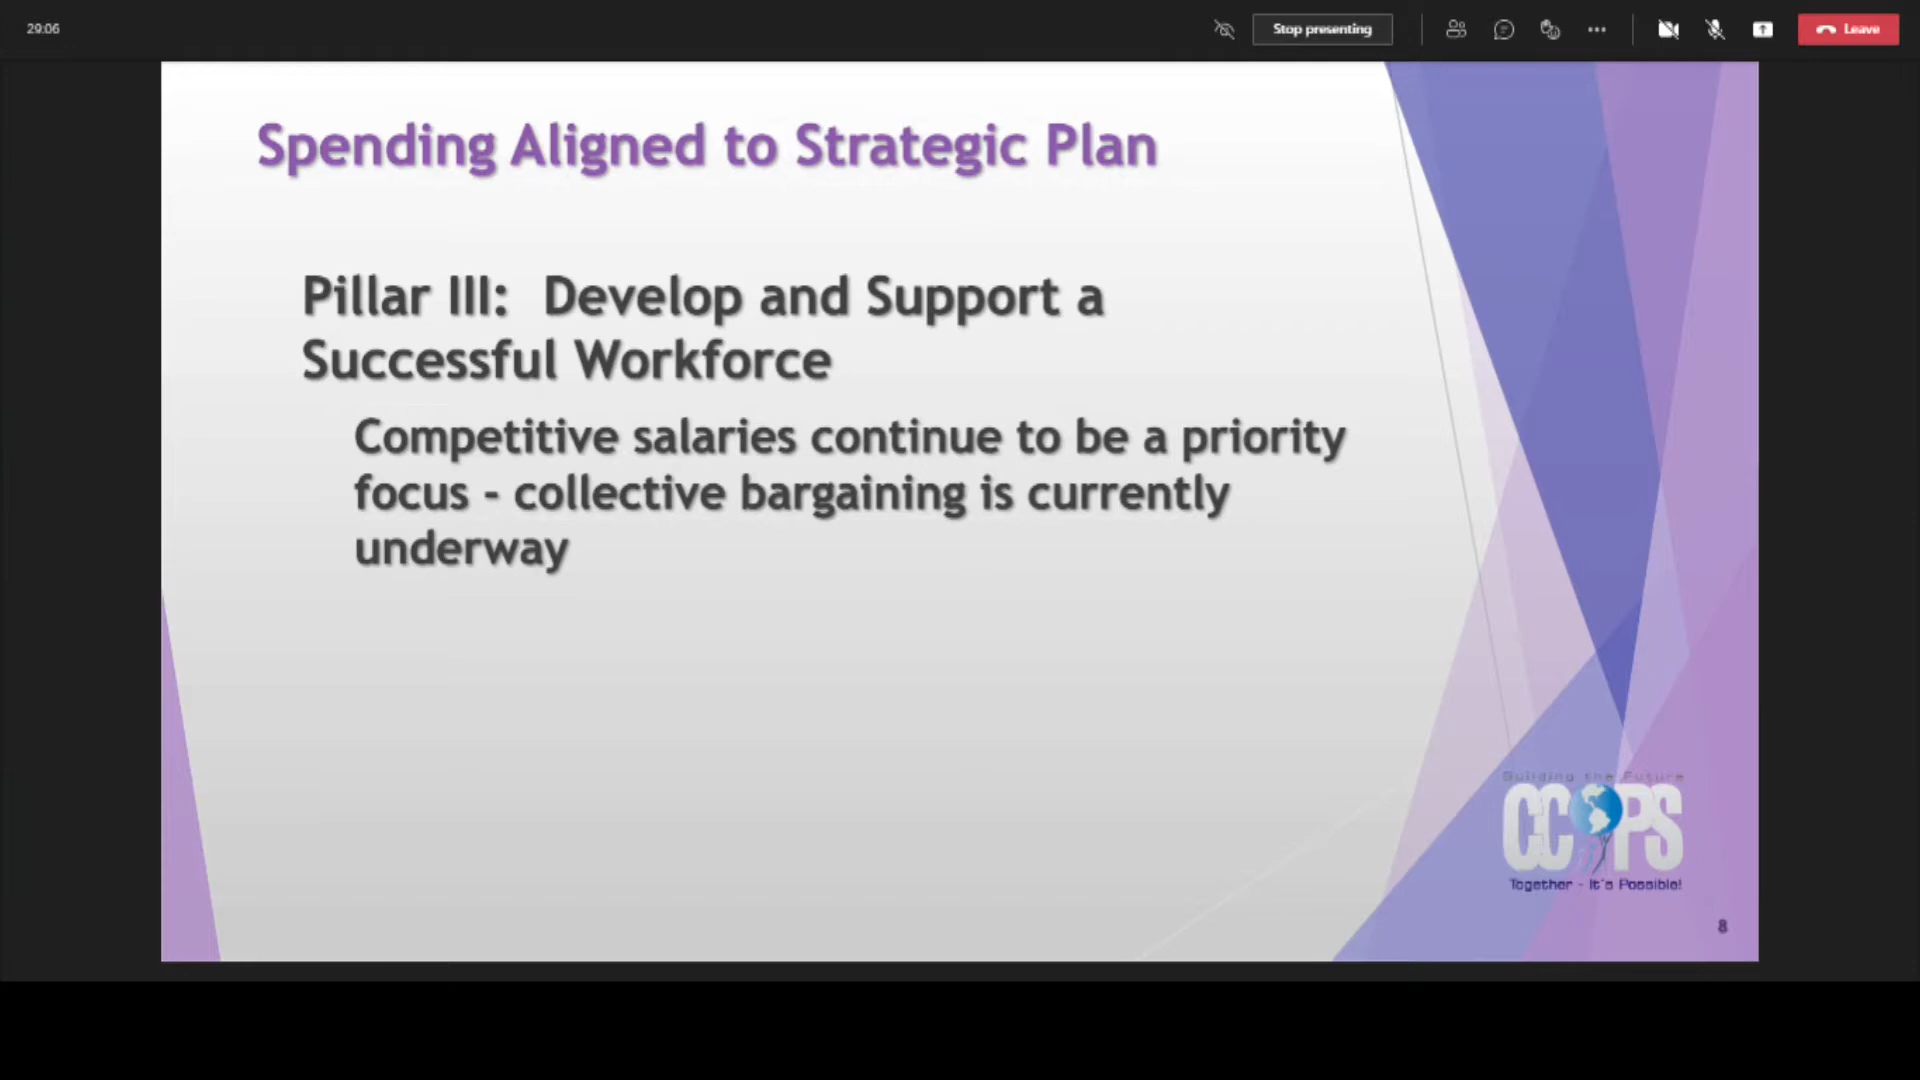 29:06
Stop presenting
Leave
Spending Aligned to Strategic Plan
Pillar III:  Develop and Support a
Successful Workforce
Competitive salaries continue to be a priority
focus - collective bargaining is currently
underway
Building the Future
CCPS
Together - It's Possible!
8